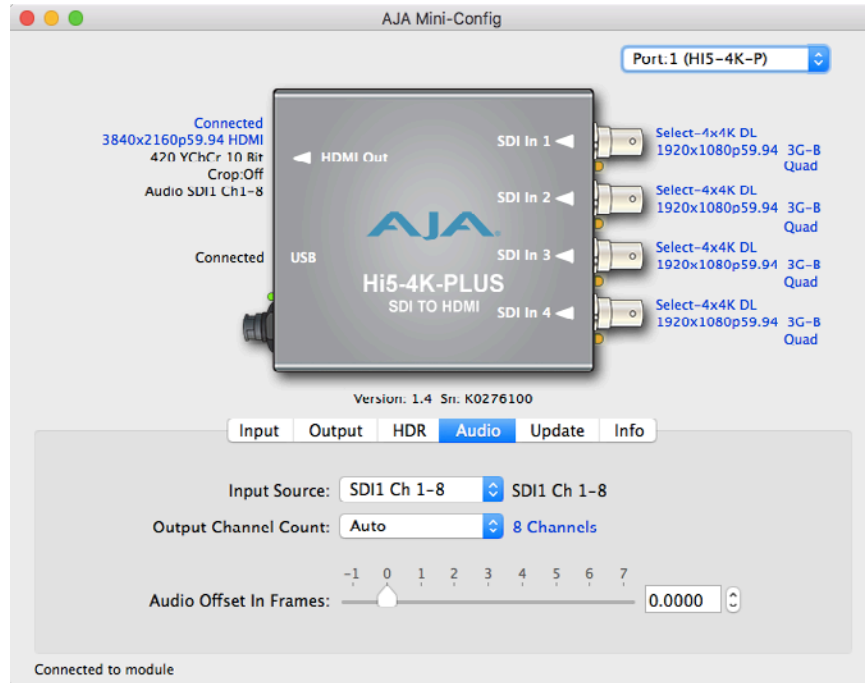 AJA Mini-Config
Port:1 (HI5-4K-P)
Connected
3840x2160p59.94 HDMI
420 YCbCr 10 Bit
Crop:Off
Audio SDI1 Ch1-8
HDMI Out
Connected
USB
AJA
Hi5-4K-PLUS
SDI TO HDMI
SDI In 1
Select-4x4K DL
1920x1080p59.94 3G-B
Quad
SDI In 2
Select-4x4K DL
1920x1080p59.94 3G-B
Quad
SDI In 3
Select-4x4K DL
1920x1080p59.94 3G-B
Quad
SDI In 4
Select-4x4K DL
1920x1080p59.94 3G-B
Quad
Version: 1.4 Sn: K0276100
Input Output HDR Audio Update Info
Input Source: SDI1 Ch 1-8 SDI1 Ch 1-8
Output Channel Count: Auto 8 Channels
-1 0 1 2 3 4 5 6 7
Audio Offset In Frames: 0.0000
Connected to module